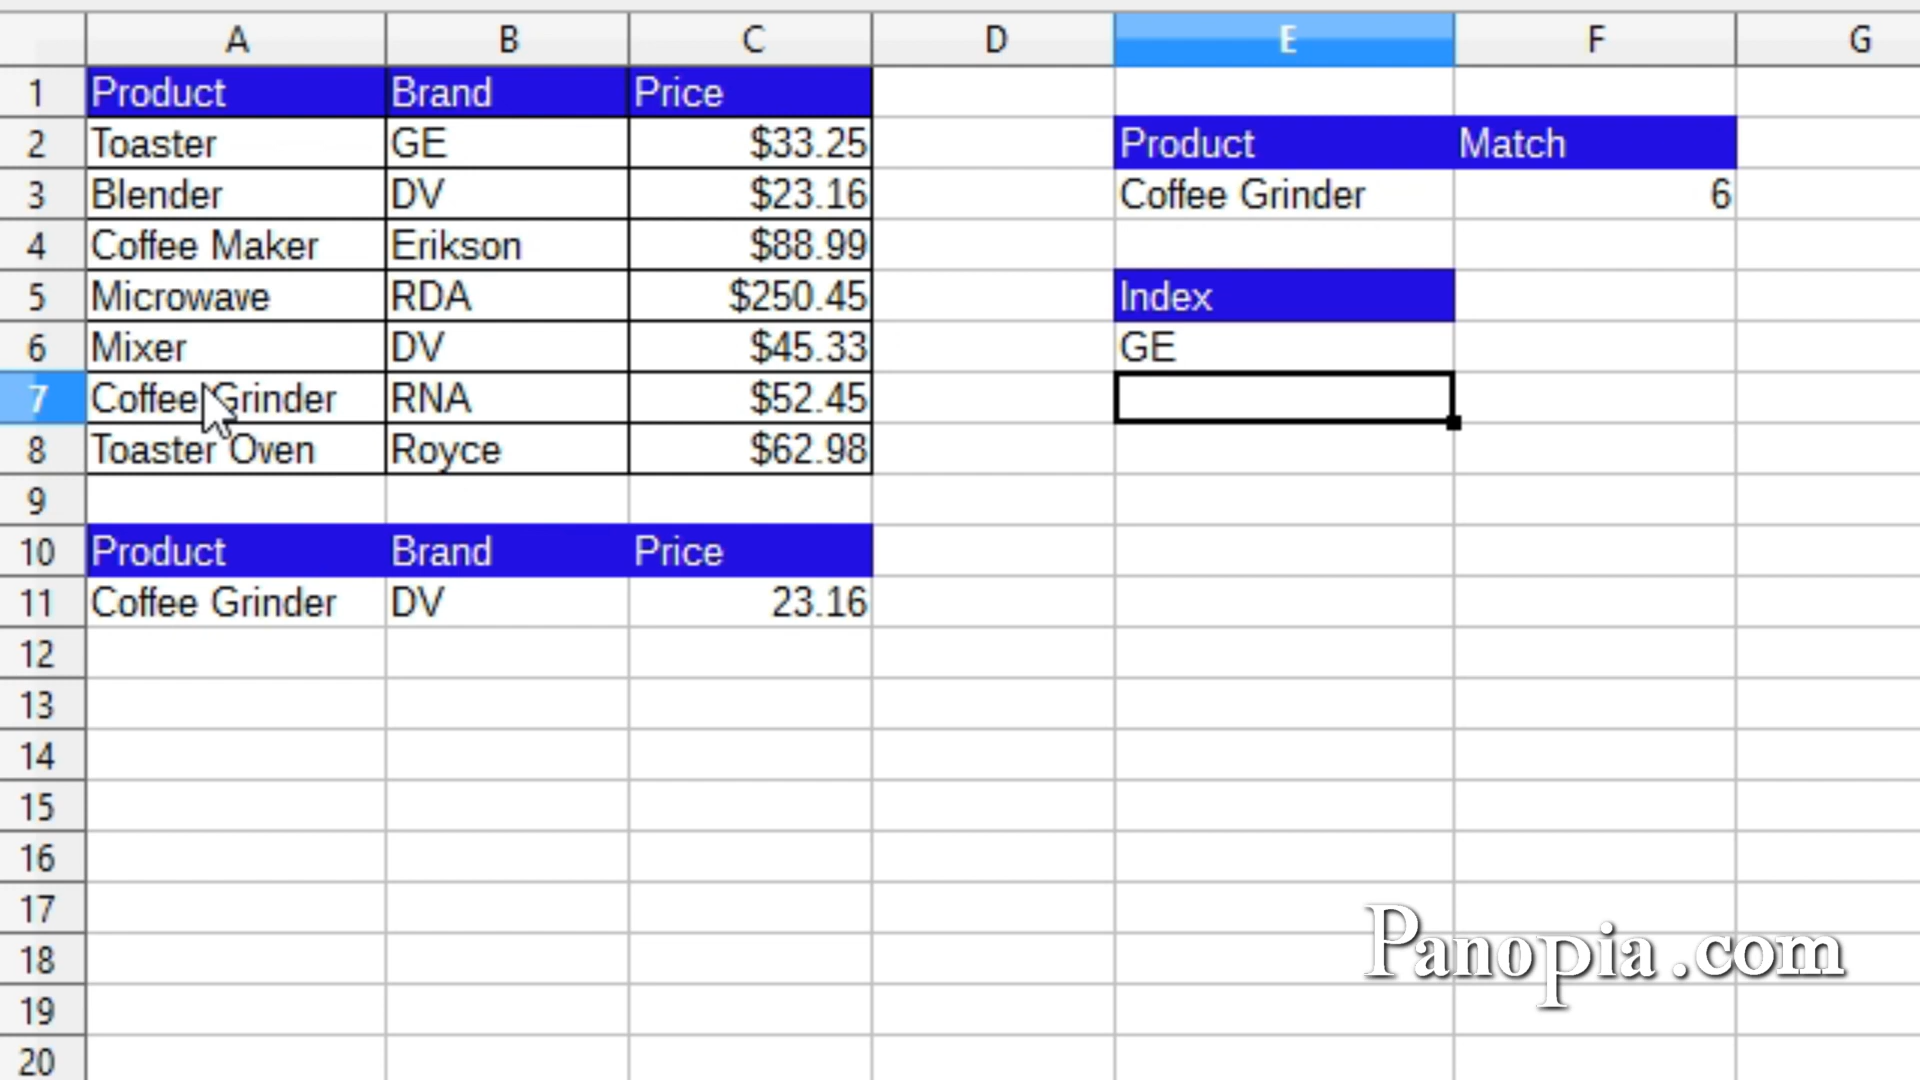 A B C D E F G
1 Product Brand Price
2 Toaster GE $33.25 Product Match
3 Blender DV $23.16 Coffee Grinder 6
4 Coffee Maker Erikson $88.99
5 Microwave RDA $250.45 Index
6 Mixer DV $45.33 GE
7 Coffee Grinder RNA $52.45
8 Toaster Oven Royce $62.98
9
10 Product Brand Price
11 Coffee Grinder DV 23.16
12
13
14
15
16
17
18
19
20
Panopia.com